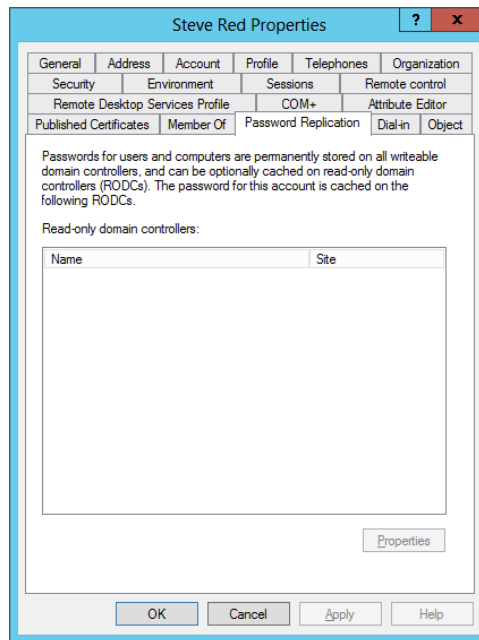 Steve Red Properties
? x
General Address Account Profile Telephones Organization
Security Environment Sessions Remote control
Remote Desktop Services Profile COM+ Attribute Editor
Published Certificates Member Of Password Replication Dial-in Object
Passwords for users and computers are permanently stored on all writeable
domain controllers, and can be optionally cached on read-only domain
controllers (RODCs). The password for this account is cached on the
following RODCs.
Read-only domain controllers:
Name Site
Properties
OK Cancel Apply Help